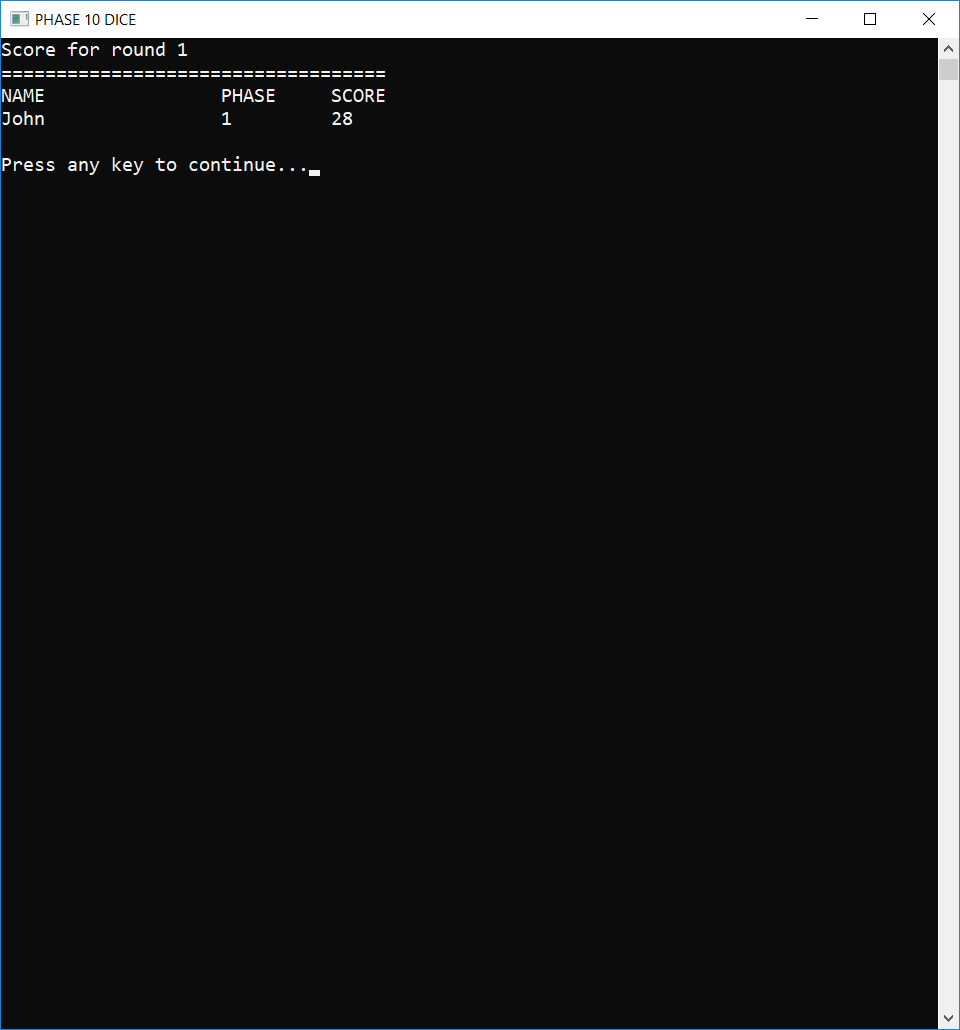 PHASE 10 DICE
Score for round 1
===================================
NAME                PHASE     SCORE
John                1         28
Press any key to continue...